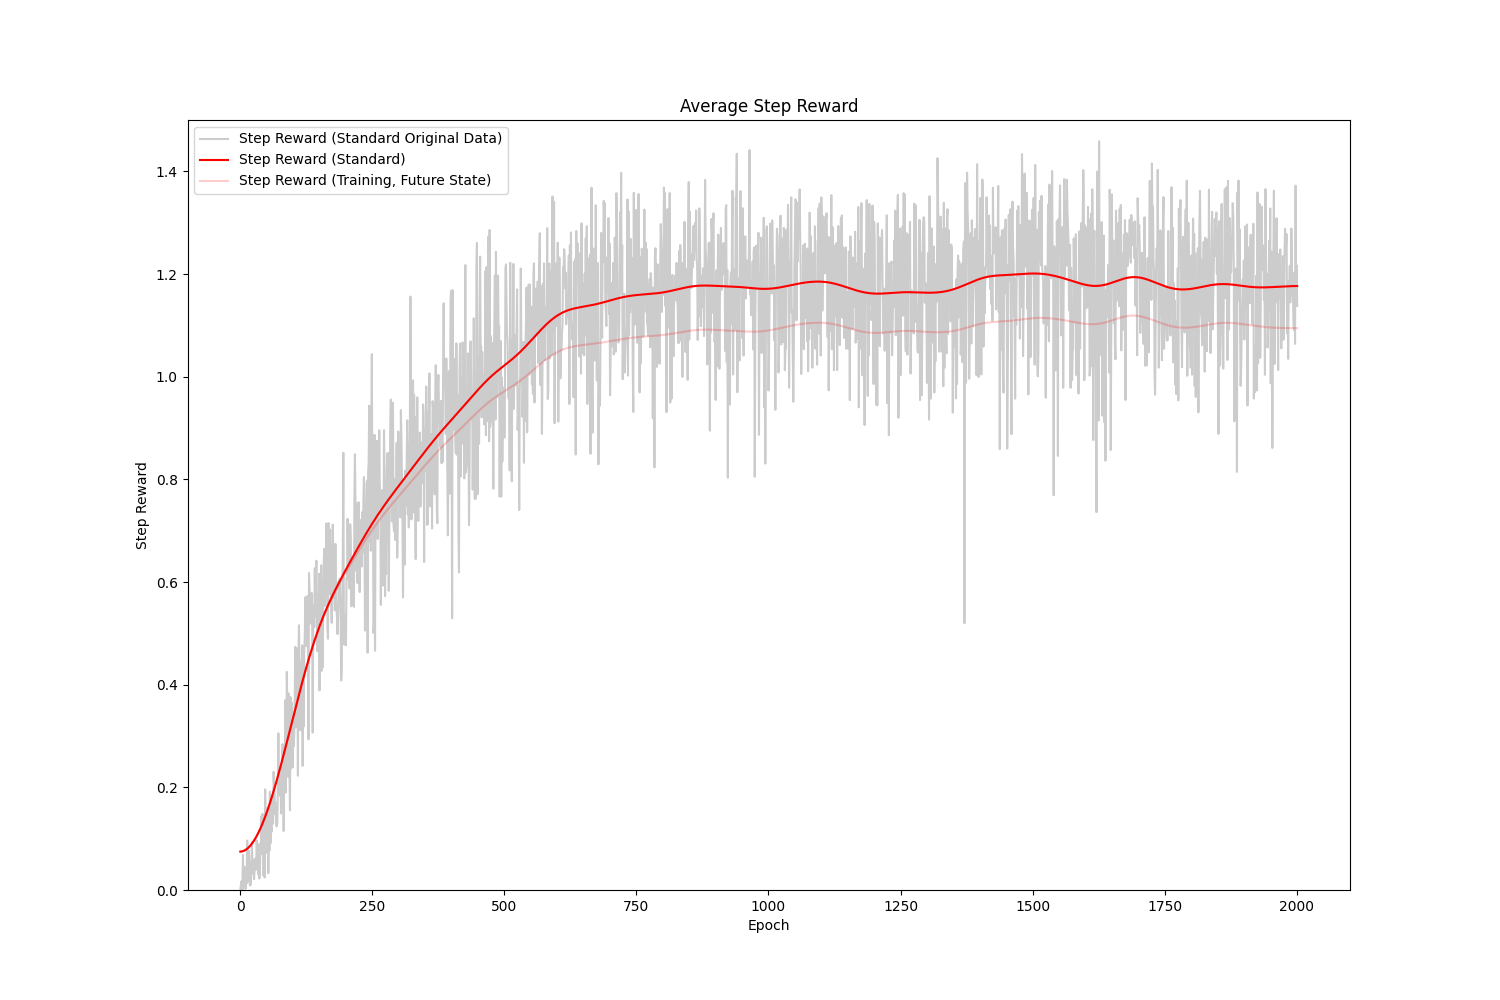 Average Step Reward
Step Reward (Standard Original Data)
Step Reward (Standard)
Step Reward (Training, Future State)
1.4
1.2
1.0
0.8
0.6
0.4
0.2
0.0
Step Reward
0 250 500 750 1000 1250 1500 1750 2000
Epoch